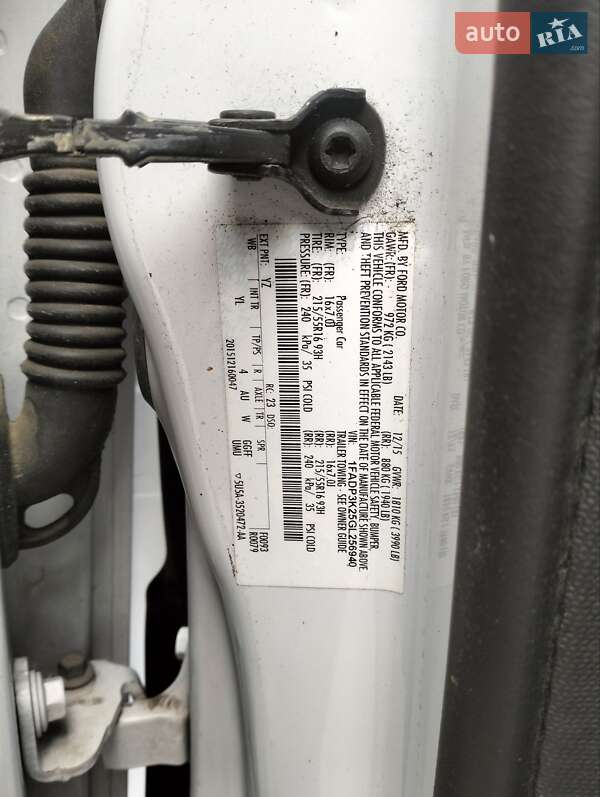 auto
RIA
.com
MFD. BY FORD MOTOR CO.
DATE: 12/15 GVWR: 1810 KG ( 3990 LB)
GAWR: (FR): 972 KG ( 2143 LB) (RR): 880 KG ( 1940 LB)
THIS VEHICLE CONFORMS TO ALL APPLICABLE FEDERAL MOTOR VEHICLE SAFETY, BUMPER,
AND THEFT PREVENTION STANDARDS IN EFFECT ON THE DATE OF MANUFACTURE SHOWN ABOVE.
VIN: 1FADP3K25GL256940
TYPE: Passenger Car TRAILER TOWING - SEE OWNER GUIDE
RIM: (FR): 16x7.0J (RR): 16x7.0J
TIRE: (FR): 215/55R16 93H (RR): 215/55R16 93H
PRESSURE: (FR): 240 kPa/ 35 PSI COLD (RR): 240 kPa/ 35 PSI COLD
EXT PNT: YZ RC: 23 DSO: F0093
WB INT TR TP/PS R AXLE TR SPR R0079
YL 4 AU W GGFF UMU
201512160047 5U5A-3520472-AA